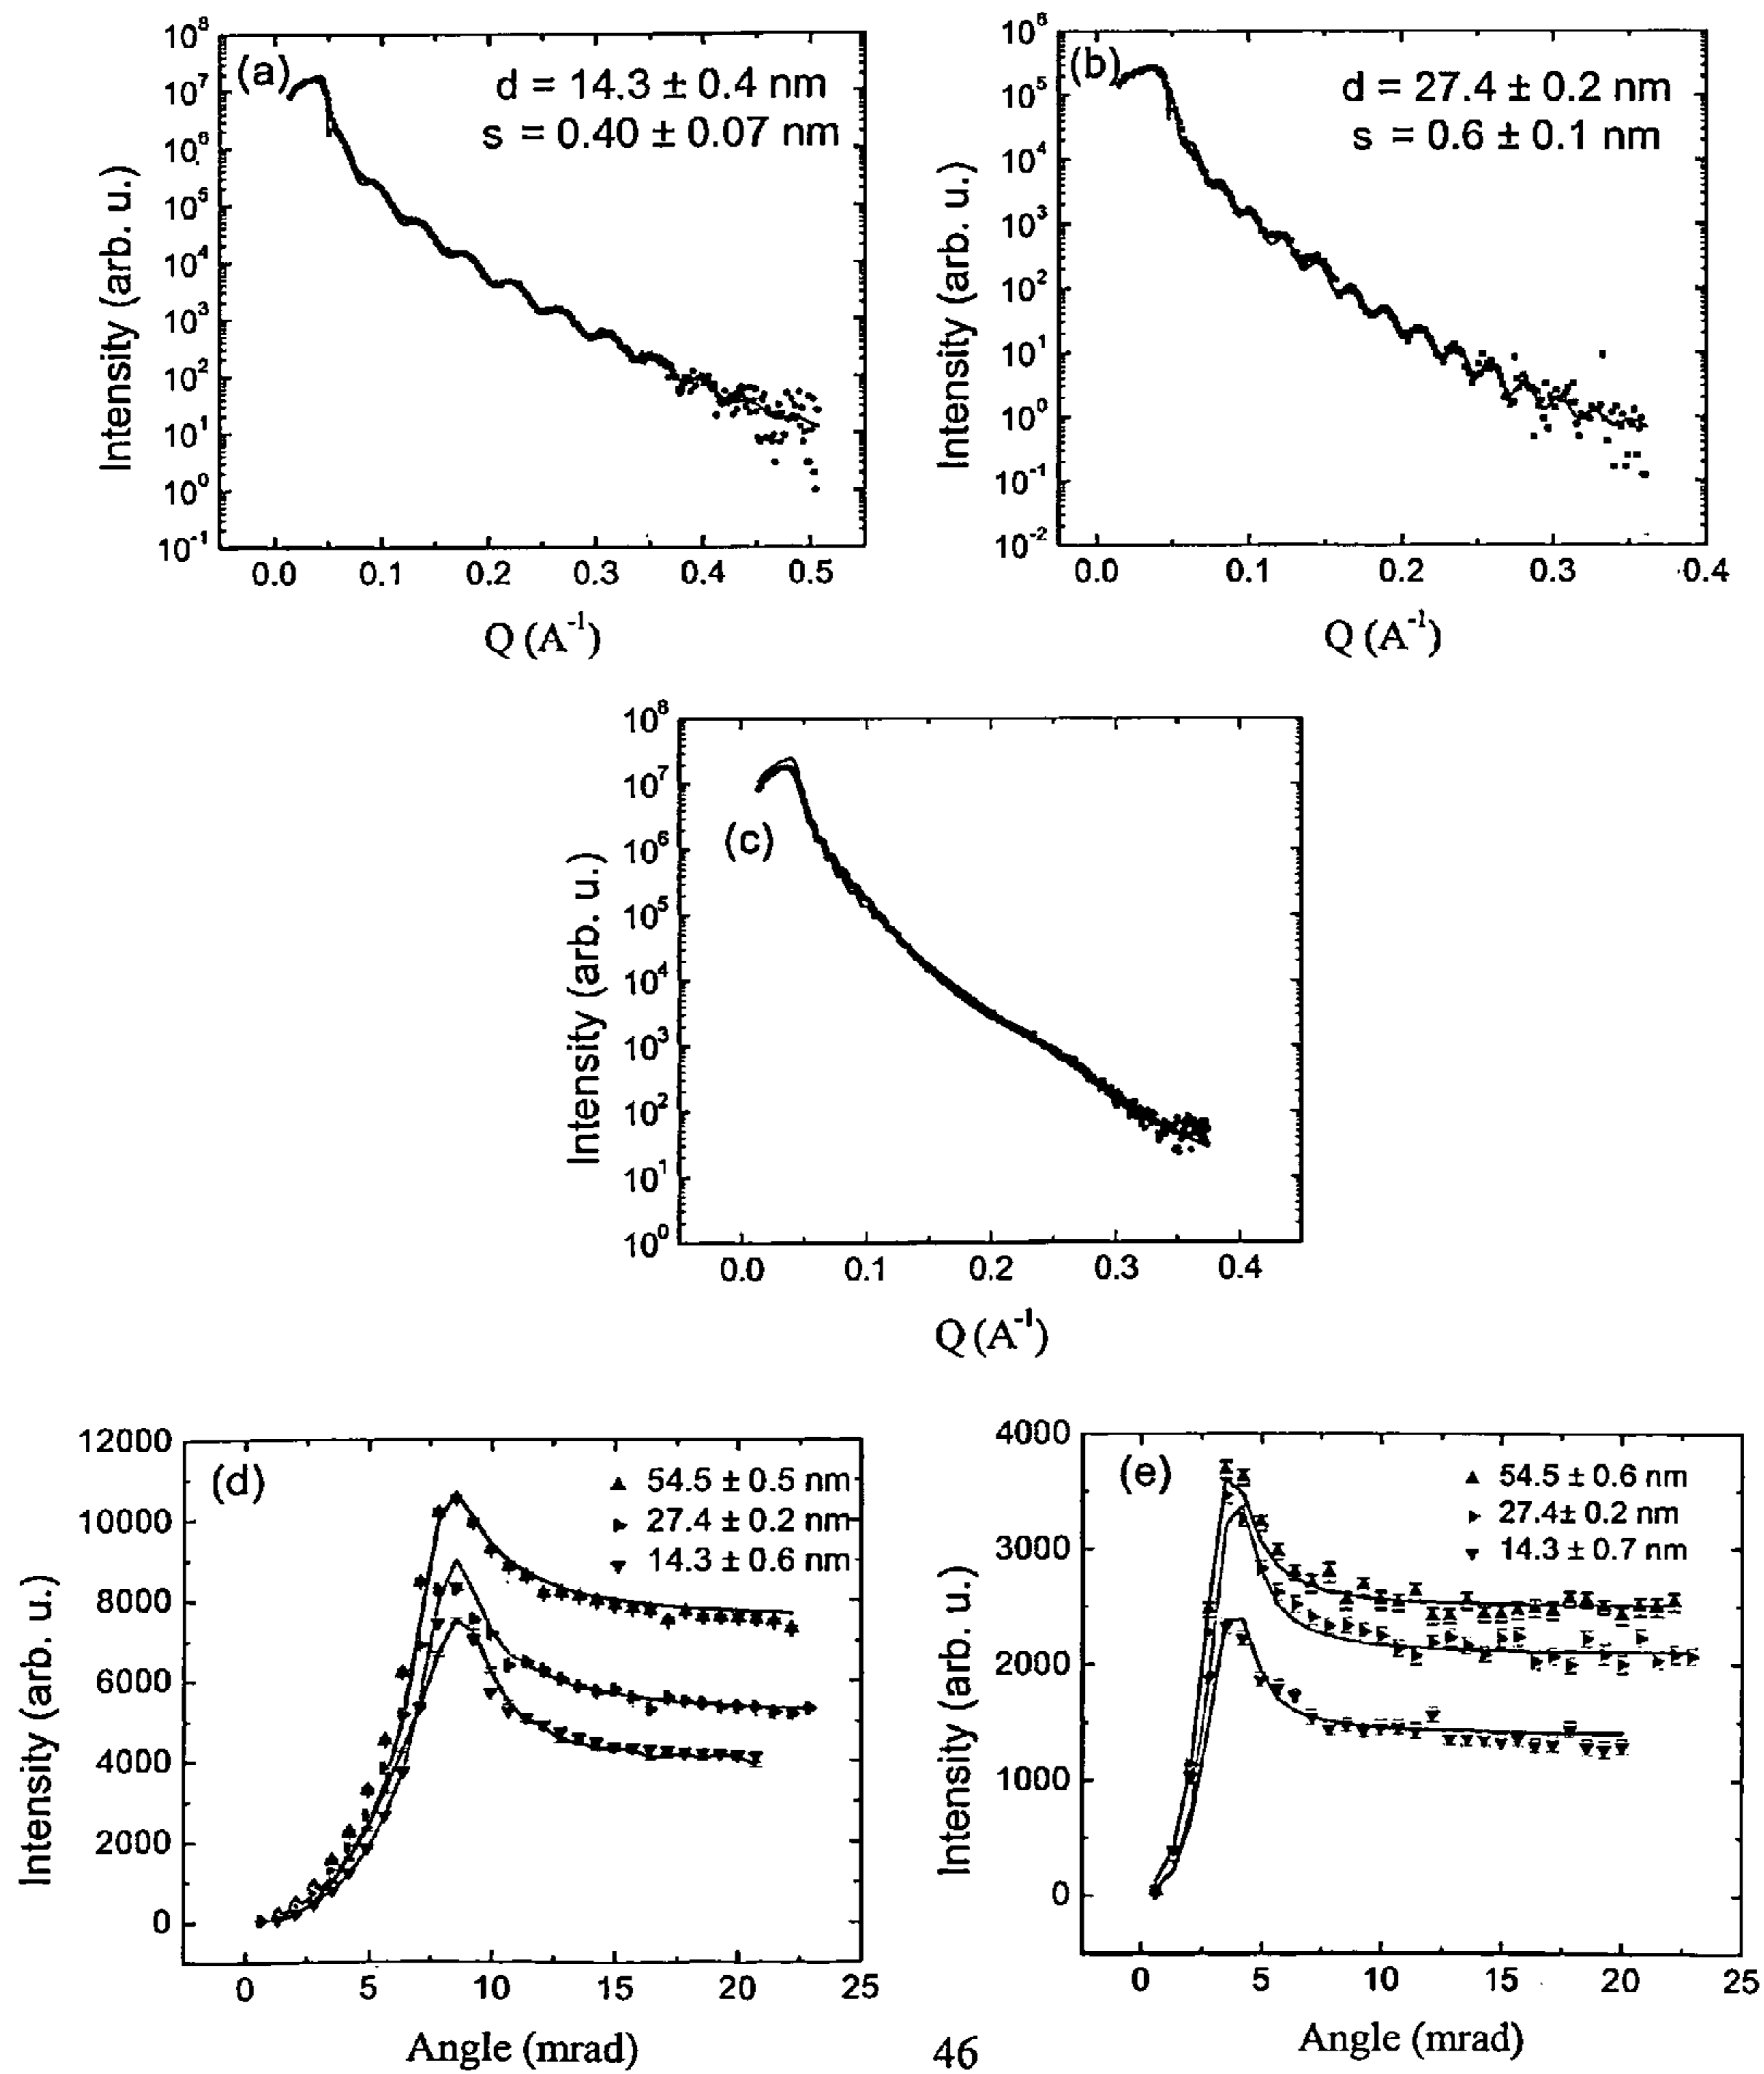 (a)
d = 14.3 ± 0.4 nm
s = 0.40 ± 0.07 nm
10⁸
10⁷
10⁶
10⁵
10⁴
10³
10²
10¹
10⁰
10⁻¹
Intensity (arb. u.)
0.0 0.1 0.2 0.3 0.4 0.5
Q (A⁻¹)
(b)
d = 27.4 ± 0.2 nm
s = 0.6 ± 0.1 nm
10⁶
10⁵
10⁴
10³
10²
10¹
10⁰
10⁻¹
10⁻²
Intensity (arb. u.)
0.0 0.1 0.2 0.3 0.4
Q (A⁻¹)
(c)
10⁸
10⁷
10⁶
10⁵
10⁴
10³
10²
10¹
10⁰
Intensity (arb. u.)
0.0 0.1 0.2 0.3 0.4
Q (A⁻¹)
(d)
54.5 ± 0.5 nm
27.4 ± 0.2 nm
14.3 ± 0.6 nm
12000
10000
8000
6000
4000
2000
0
Intensity (arb. u.)
0 5 10 15 20 25
Angle (mrad)
(e)
54.5 ± 0.6 nm
27.4± 0.2 nm
14.3 ± 0.7 nm
4000
3000
2000
1000
0
Intensity (arb. u.)
0 5 10 15 20 25
Angle (mrad)
46